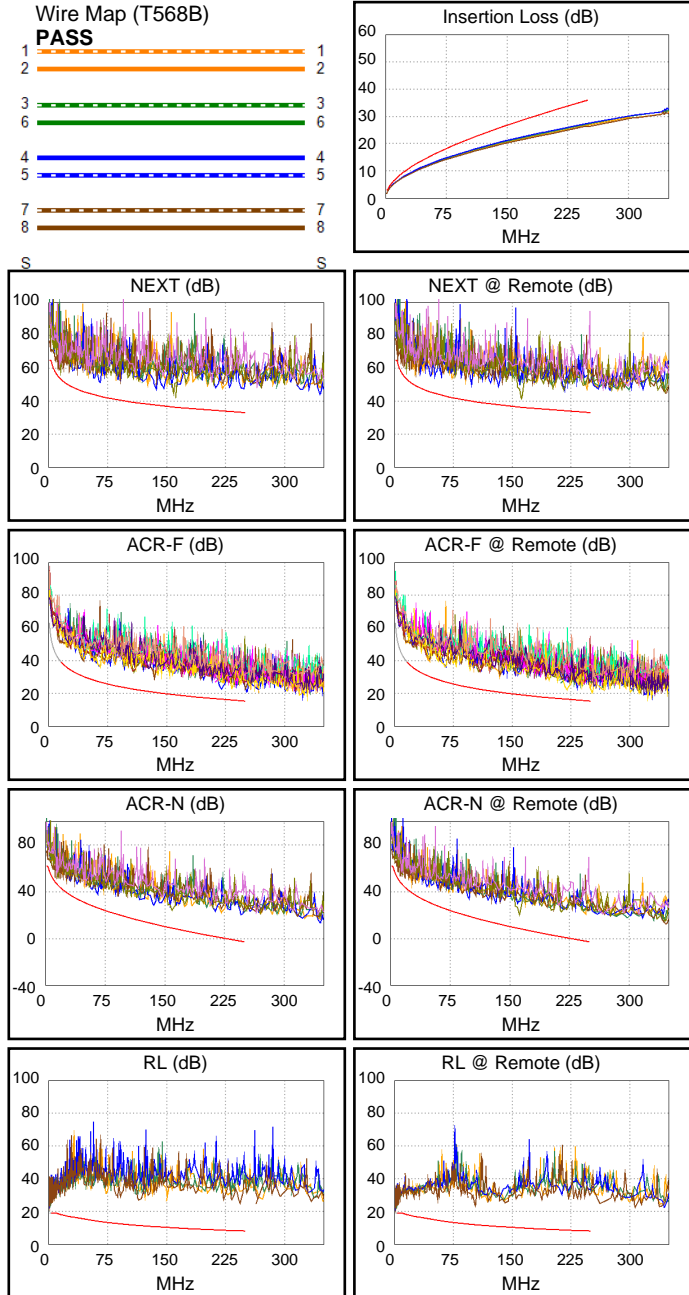 Wire Map (T568B)
PASS
1 1
2 2
3 3
6 6
4 4
5 5
7 7
8 8
S S
Insertion Loss (dB)
60
50
40
30
20
10
0
0 75 150 225 300
MHz
NEXT (dB)
100
80
60
40
20
0
0 75 150 225 300
MHz
NEXT @ Remote (dB)
100
80
60
40
20
0
0 75 150 225 300
MHz
ACR-F (dB)
100
80
60
40
20
0
0 75 150 225 300
MHz
ACR-F @ Remote (dB)
100
80
60
40
20
0
0 75 150 225 300
MHz
ACR-N (dB)
80
40
0
-40
0 75 150 225 300
MHz
ACR-N @ Remote (dB)
80
40
0
-40
0 75 150 225 300
MHz
RL (dB)
100
80
60
40
20
0
0 75 150 225 300
MHz
RL @ Remote (dB)
100
80
60
40
20
0
0 75 150 225 300
MHz